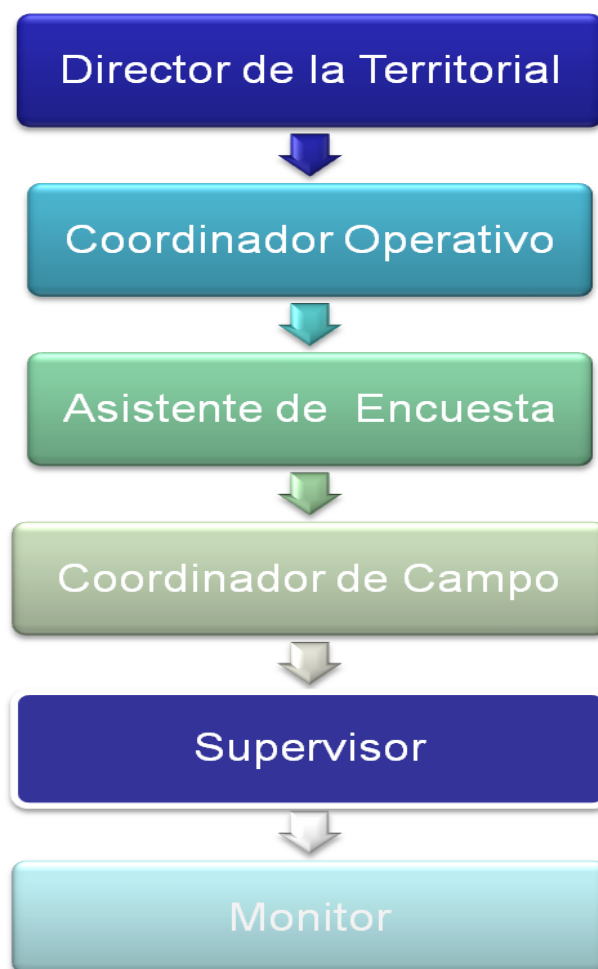 Director de la Territorial
Coordinador Operativo
Asistente de Encuesta
Coordinador de Campo
Supervisor
Monitor